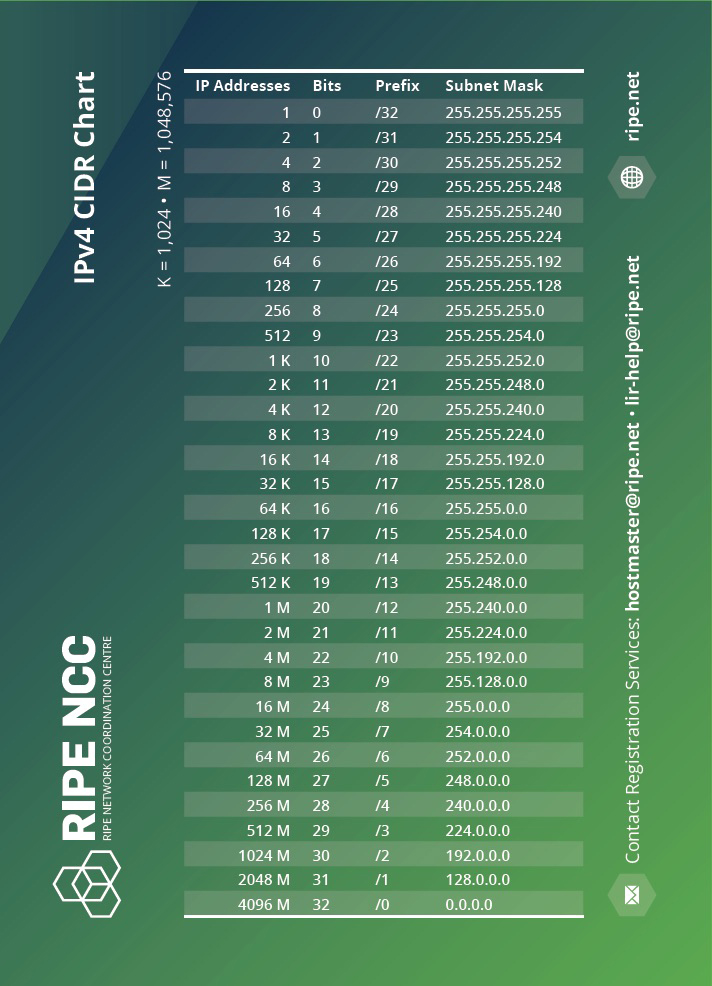 IPv4 CIDR Chart
K = 1,024 • M = 1,048,576
IP Addresses Bits Prefix Subnet Mask
1 0 /32 255.255.255.255
2 1 /31 255.255.255.254
4 2 /30 255.255.255.252
8 3 /29 255.255.255.248
16 4 /28 255.255.255.240
32 5 /27 255.255.255.224
64 6 /26 255.255.255.192
128 7 /25 255.255.255.128
256 8 /24 255.255.255.0
512 9 /23 255.255.254.0
1 K 10 /22 255.255.252.0
2 K 11 /21 255.255.248.0
4 K 12 /20 255.255.240.0
8 K 13 /19 255.255.224.0
16 K 14 /18 255.255.192.0
32 K 15 /17 255.255.128.0
64 K 16 /16 255.255.0.0
128 K 17 /15 255.254.0.0
256 K 18 /14 255.252.0.0
512 K 19 /13 255.248.0.0
1 M 20 /12 255.240.0.0
2 M 21 /11 255.224.0.0
4 M 22 /10 255.192.0.0
8 M 23 /9 255.128.0.0
16 M 24 /8 255.0.0.0
32 M 25 /7 254.0.0.0
64 M 26 /6 252.0.0.0
128 M 27 /5 248.0.0.0
256 M 28 /4 240.0.0.0
512 M 29 /3 224.0.0.0
1024 M 30 /2 192.0.0.0
2048 M 31 /1 128.0.0.0
4096 M 32 /0 0.0.0.0
RIPE NCC
RIPE NETWORK COORDINATION CENTRE
Contact Registration Services: hostmaster@ripe.net • lir-help@ripe.net
ripe.net